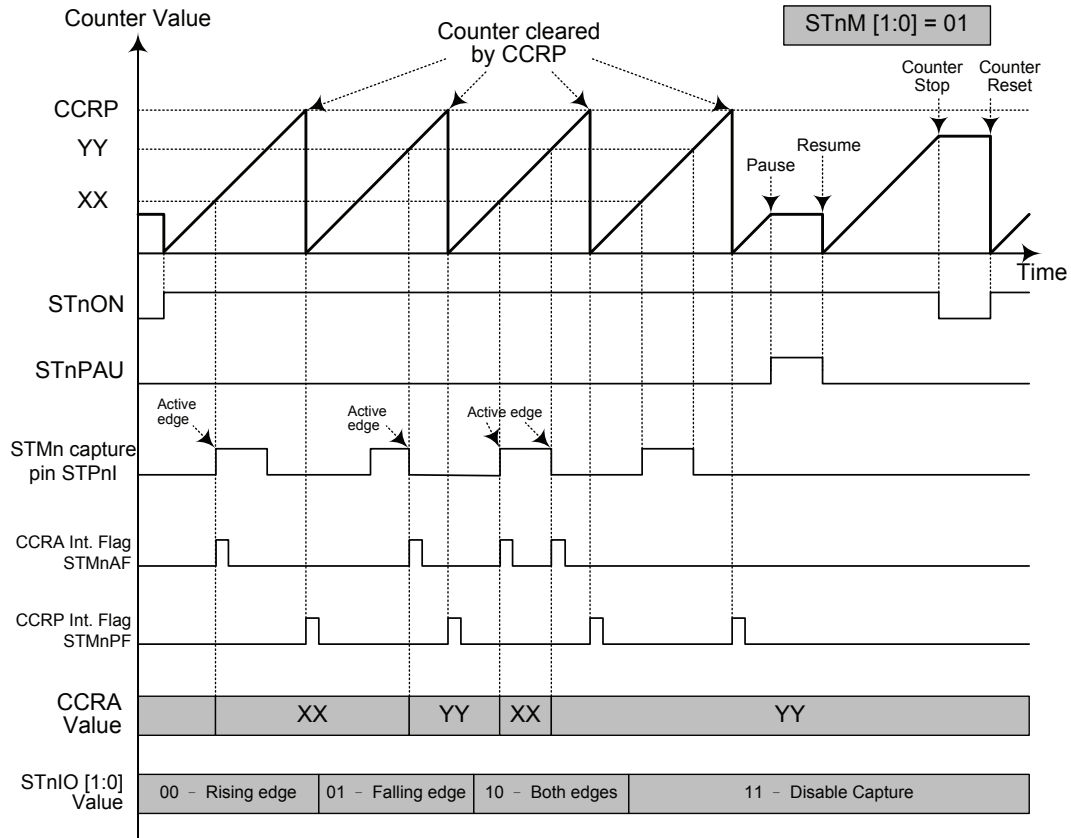 Counter Value
STnM [1:0] = 01
Counter cleared
by CCRP
Counter
Stop
Counter
Reset
CCRP
YY
XX
Pause
Resume
Time
STnON
STnPAU
Active
edge
Active
edge
Active edge
STMn capture
pin STPnI
CCRA Int. Flag
STMnAF
CCRP Int. Flag
STMnPF
CCRA
Value
XX
YY
XX
YY
STnIO [1:0]
Value
00 – Rising edge
01 – Falling edge
10 – Both edges
11 – Disable Capture